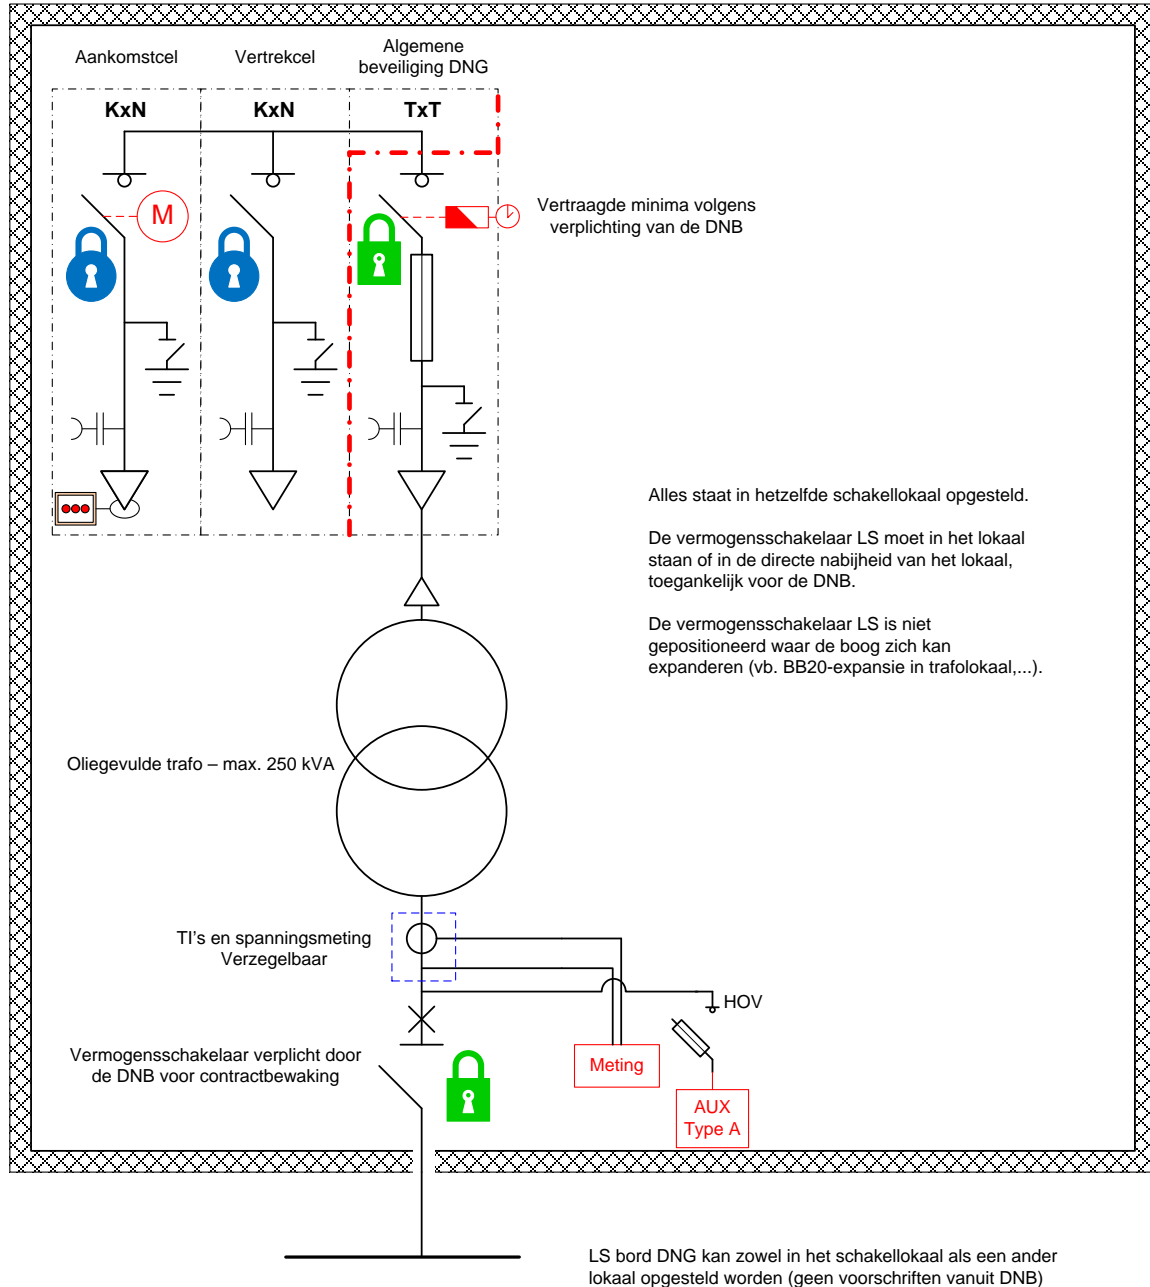 Aankomstcel
Vertrekcel
Algemene
beveiliging DNG
KxN
KxN
TxT
M
Vertraagde minima volgens
verplichting van de DNB
Alles staat in hetzelfde schakellokaal opgesteld.
De vermogensschakelaar LS moet in het lokaal
staan of in de directe nabijheid van het lokaal,
toegankelijk voor de DNB.
De vermogensschakelaar LS is niet
gepositioneerd waar de boog zich kan
expanderen (vb. BB20-expansie in trafolokaal,...).
Oliegevulde trafo – max. 250 kVA
TI's en spanningsmeting
Verzegelbaar
HOV
Vermogensschakelaar verplicht door
de DNB voor contractbewaking
Meting
AUX
Type A
LS bord DNG kan zowel in het schakellokaal als een ander
lokaal opgesteld worden (geen voorschriften vanuit DNB)